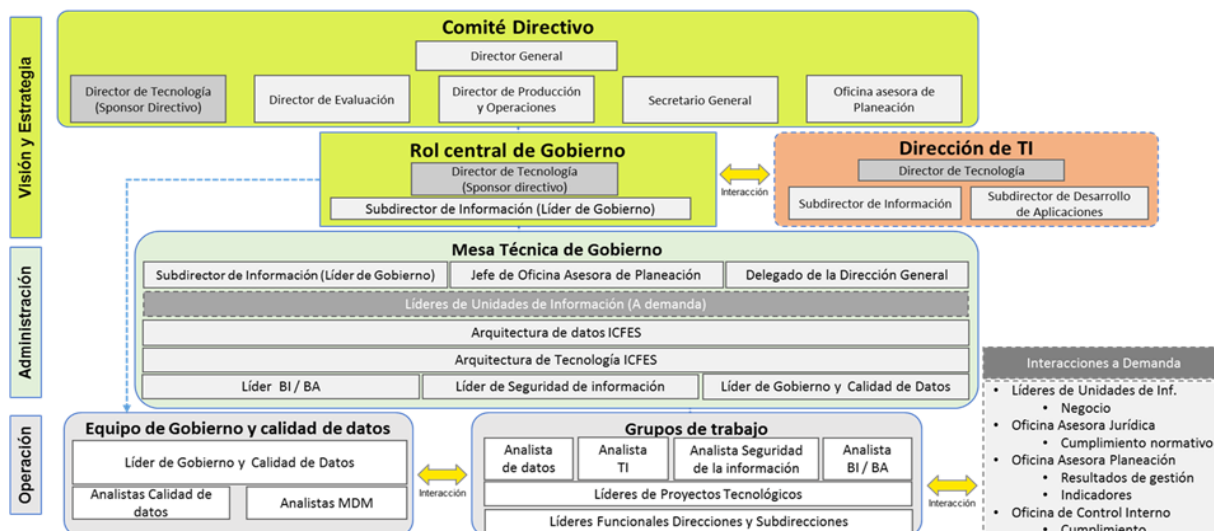 Visión y Estrategia
Comité Directivo
Director General
Director de Tecnología
(Sponsor Directivo)
Director de Evaluación
Director de Producción
y Operaciones
Secretario General
Oficina asesora de
Planeación
Rol central de Gobierno
Director de Tecnología
(Sponsor directivo)
Subdirector de Información (Líder de Gobierno)
Interacción
Dirección de TI
Director de Tecnología
Subdirector de Información
Subdirector de Desarrollo
de Aplicaciones
Administración
Mesa Técnica de Gobierno
Subdirector de Información (Líder de Gobierno)
Jefe de Oficina Asesora de Planeación
Delegado de la Dirección General
Líderes de Unidades de Información (A demanda)
Arquitectura de datos ICFES
Arquitectura de Tecnología ICFES
Líder BI / BA
Líder de Seguridad de información
Líder de Gobierno y Calidad de Datos
Operación
Equipo de Gobierno y calidad de datos
Líder de Gobierno y Calidad de Datos
Analistas Calidad de
datos
Analistas MDM
Interacción
Grupos de trabajo
Analista
de datos
Analista
TI
Analista Seguridad
de la información
Analista
BI / BA
Líderes de Proyectos Tecnológicos
Líderes Funcionales Direcciones y Subdirecciones
Interacción
Interacciones a Demanda
• Líderes de Unidades de Inf.
• Negocio
• Oficina Asesora Jurídica
• Cumplimiento normativo
• Oficina Asesora Planeación
• Resultados de gestión
• Indicadores
• Oficina de Control Interno
• Cumplimiento